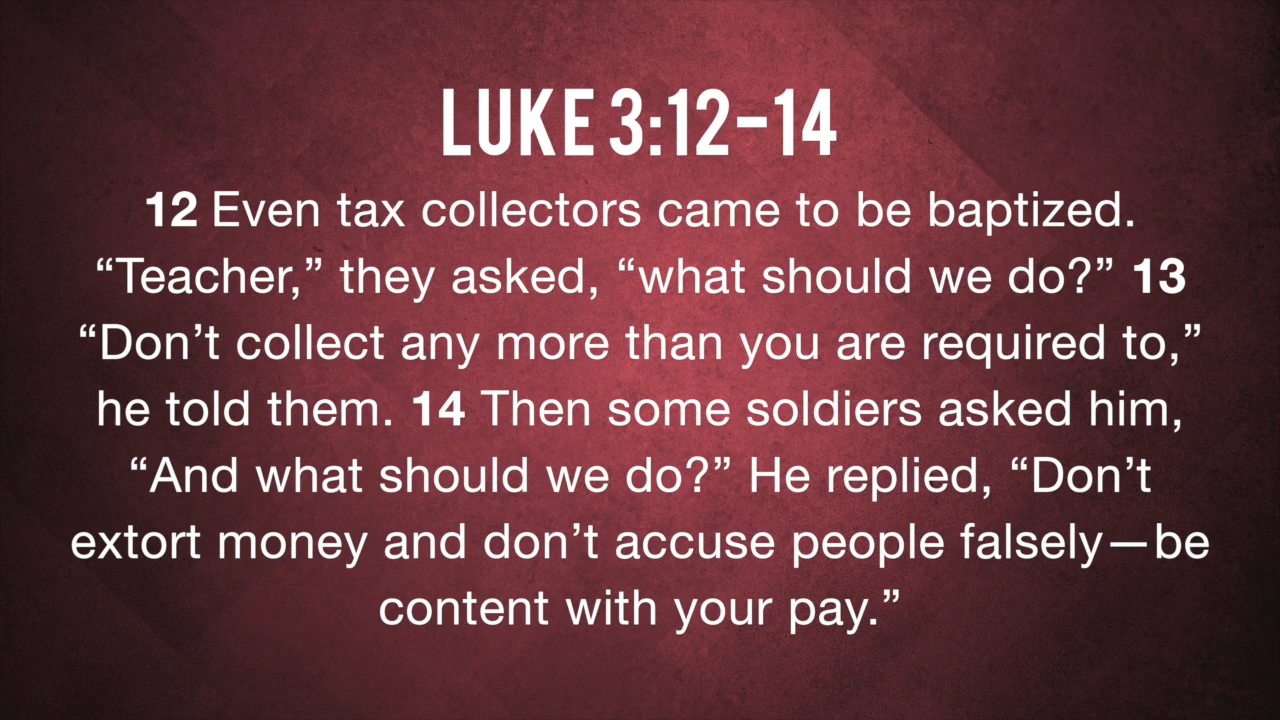 LUKE 3:12-14
12 Even tax collectors came to be baptized.
“Teacher,” they asked, “what should we do?” 13
“Don’t collect any more than you are required to,”
he told them. 14 Then some soldiers asked him,
“And what should we do?” He replied, “Don’t
extort money and don’t accuse people falsely—be
content with your pay.”